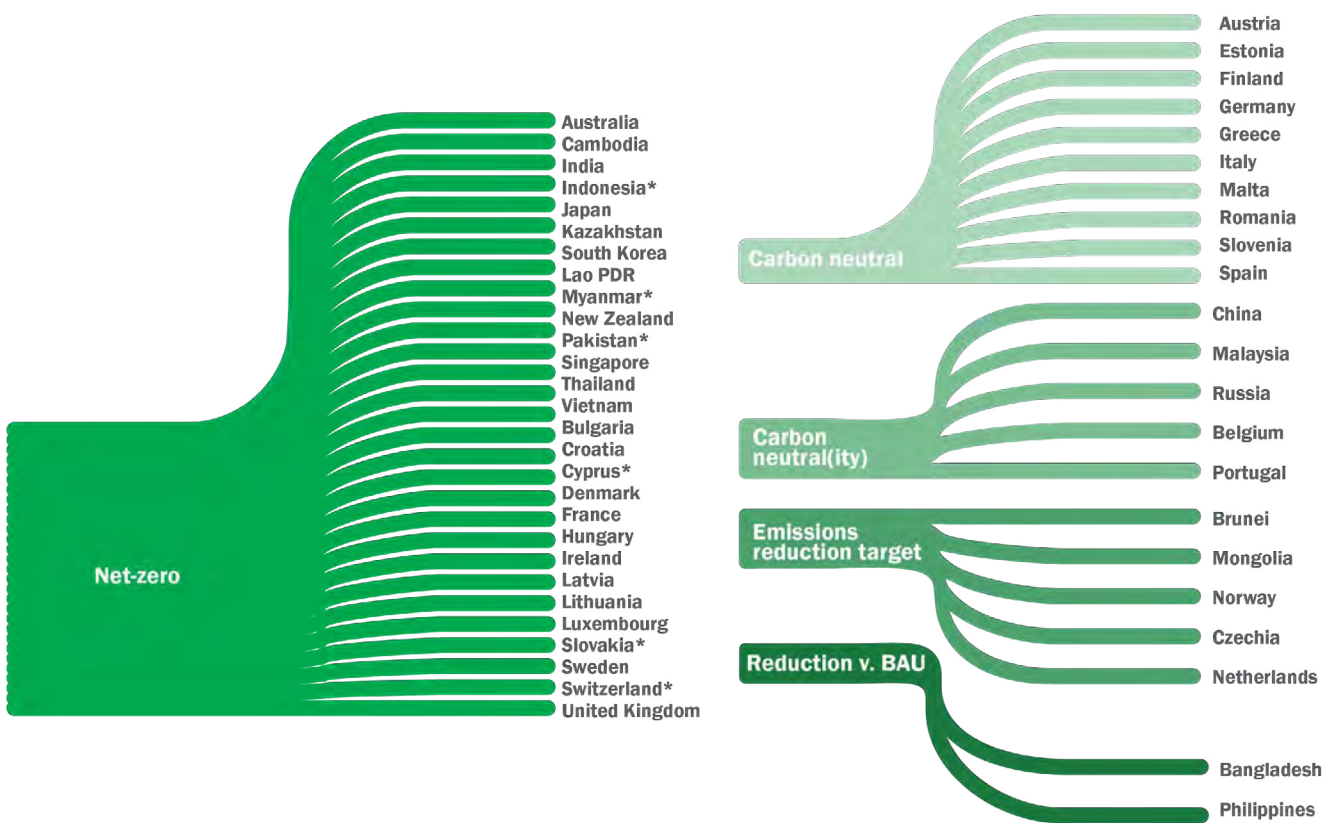 Net-zero
Australia
Cambodia
India
Indonesia*
Japan
Kazakhstan
South Korea
Lao PDR
Myanmar*
New Zealand
Pakistan*
Singapore
Thailand
Vietnam
Bulgaria
Croatia
Cyprus*
Denmark
France
Hungary
Ireland
Latvia
Lithuania
Luxembourg
Slovakia*
Sweden
Switzerland*
United Kingdom
Carbon neutral
Austria
Estonia
Finland
Germany
Greece
Italy
Malta
Romania
Slovenia
Spain
Carbon
neutral(ity)
China
Malaysia
Russia
Belgium
Portugal
Emissions
reduction target
Brunei
Mongolia
Norway
Czechia
Netherlands
Reduction v. BAU
Bangladesh
Philippines